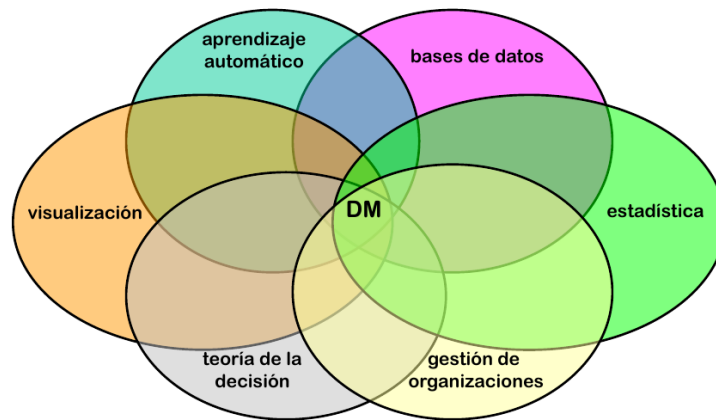 aprendizaje
automático
bases de datos
visualización
DM
estadística
teoría de la
decisión
gestión de
organizaciones